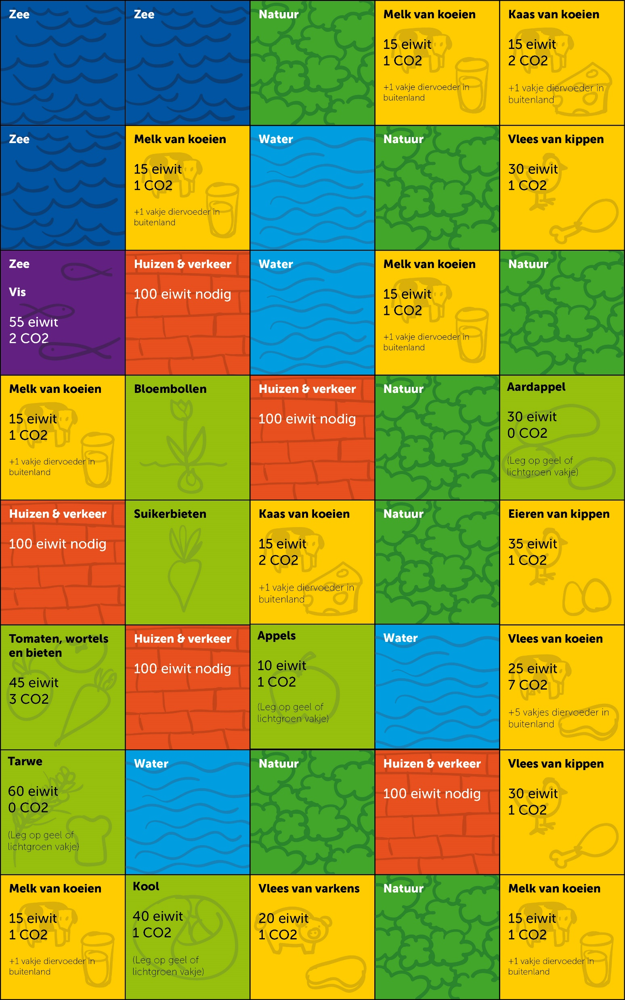 Zee
Zee
Natuur
Melk van koeien
15 eiwit
1 CO2
+1 vakje diervoeder in
buitenland
Kaas van koeien
15 eiwit
2 CO2
+1 vakje diervoeder in
buitenland
Zee
Melk van koeien
15 eiwit
1 CO2
+1 vakje diervoeder in
buitenland
Water
Natuur
Vlees van kippen
30 eiwit
1 CO2
Zee
Vis
55 eiwit
2 CO2
Huizen & verkeer
100 eiwit nodig
Water
Melk van koeien
15 eiwit
1 CO2
+1 vakje diervoeder in
buitenland
Natuur
Melk van koeien
15 eiwit
1 CO2
+1 vakje diervoeder in
buitenland
Bloembollen
Huizen & verkeer
100 eiwit nodig
Natuur
Aardappel
30 eiwit
0 CO2
(Leg op geel of
lichtgroen vakje)
Huizen & verkeer
100 eiwit nodig
Suikerbieten
Kaas van koeien
15 eiwit
2 CO2
+1 vakje diervoeder in
buitenland
Natuur
Eieren van kippen
35 eiwit
1 CO2
Tomaten, wortels
en bieten
45 eiwit
3 CO2
Huizen & verkeer
100 eiwit nodig
Appels
10 eiwit
1 CO2
(Leg op geel of
lichtgroen vakje)
Water
Vlees van koeien
25 eiwit
7 CO2
+5 vakjes diervoeder in
buitenland
Tarwe
60 eiwit
0 CO2
(Leg op geel of
lichtgroen vakje)
Water
Natuur
Huizen & verkeer
100 eiwit nodig
Vlees van kippen
30 eiwit
1 CO2
Melk van koeien
15 eiwit
1 CO2
+1 vakje diervoeder in
buitenland
Kool
40 eiwit
1 CO2
(Leg op geel of
lichtgroen vakje)
Vlees van varkens
20 eiwit
1 CO2
Natuur
Melk van koeien
15 eiwit
1 CO2
+1 vakje diervoeder in
buitenland